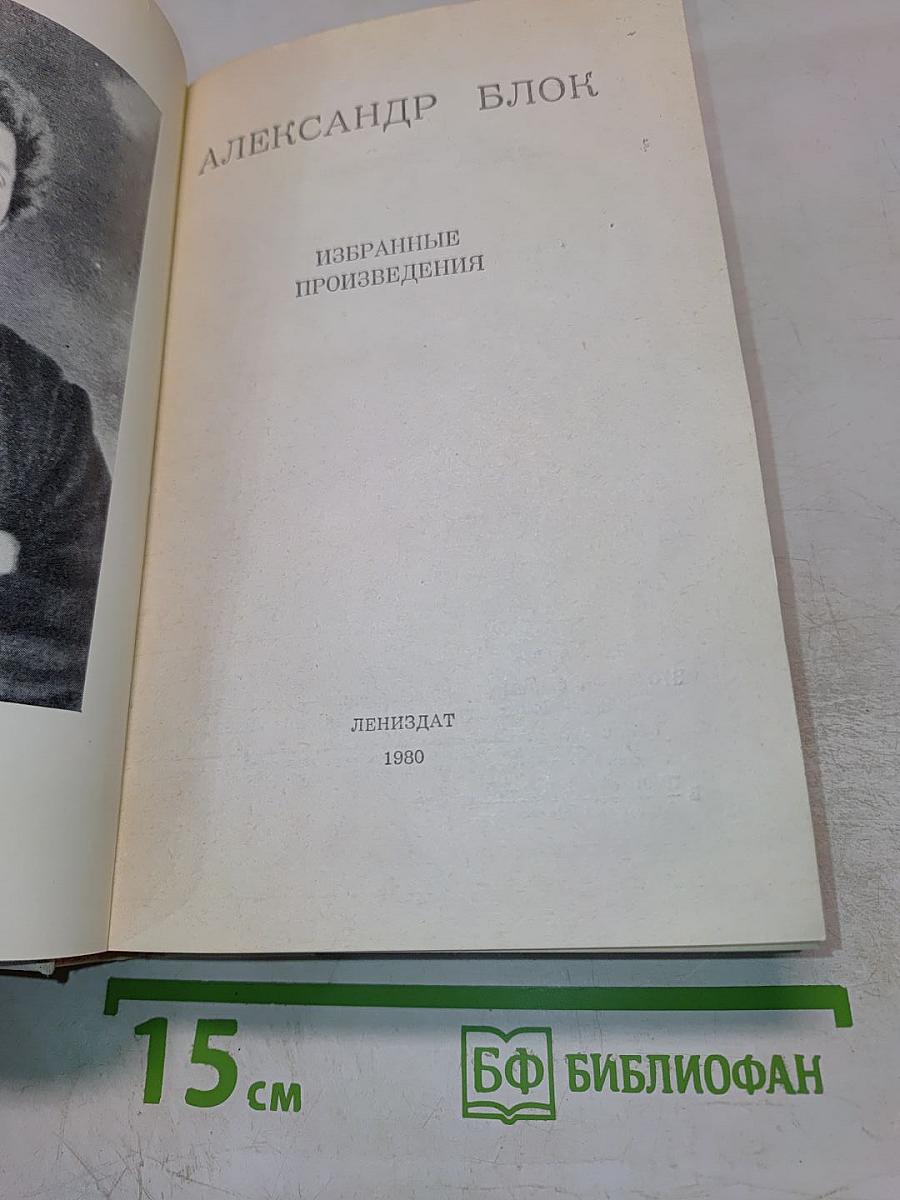 АЛЕКСАНДР БЛОК
ИЗБРАННЫЕ
ПРОИЗВЕДЕНИЯ
ЛЕНИЗДАТ
1980
15 см
БФ БИБЛИОФАН